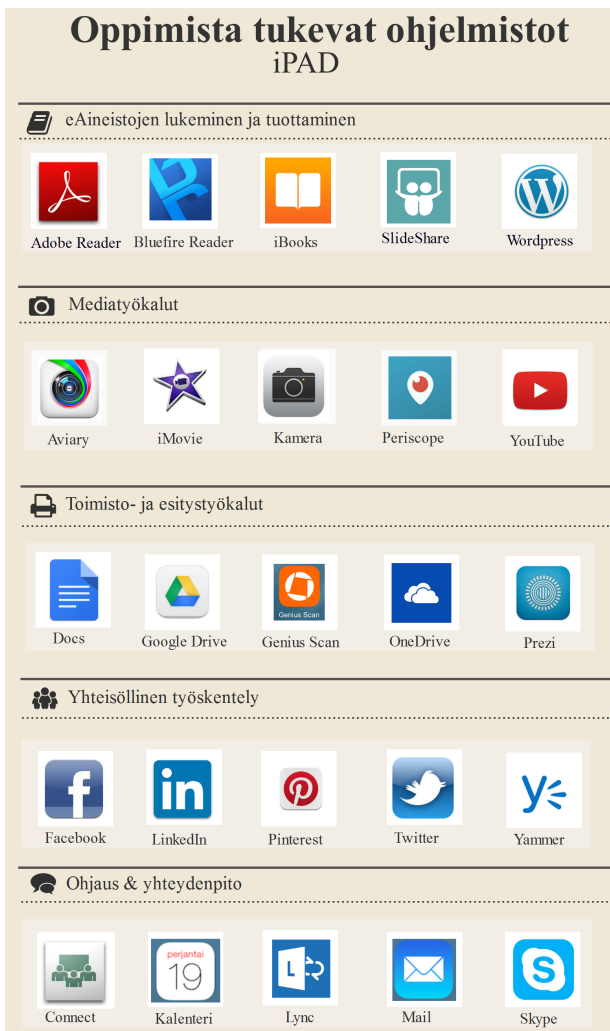 Oppimista tukevat ohjelmistot
iPAD
eAineistojen lukeminen ja tuottaminen
Adobe Reader Bluefire Reader iBooks SlideShare Wordpress
Mediatyökalut
Aviary iMovie Kamera Periscope YouTube
Toimisto- ja esitystyökalut
Genius Scan
Docs Google Drive Genius Scan OneDrive Prezi
Yhteisöllinen työskentely
f in y
Facebook LinkedIn Pinterest Twitter Yammer
Ohjaus & yhteydenpito
perjantai
19 L S
Connect Kalenteri Lync Mail Skype